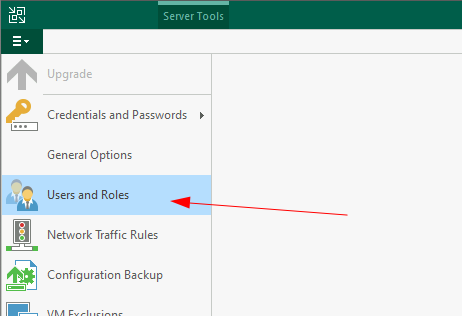 Server Tools
Upgrade
Credentials and Passwords
General Options
Users and Roles
Network Traffic Rules
Configuration Backup
VM Exclusions